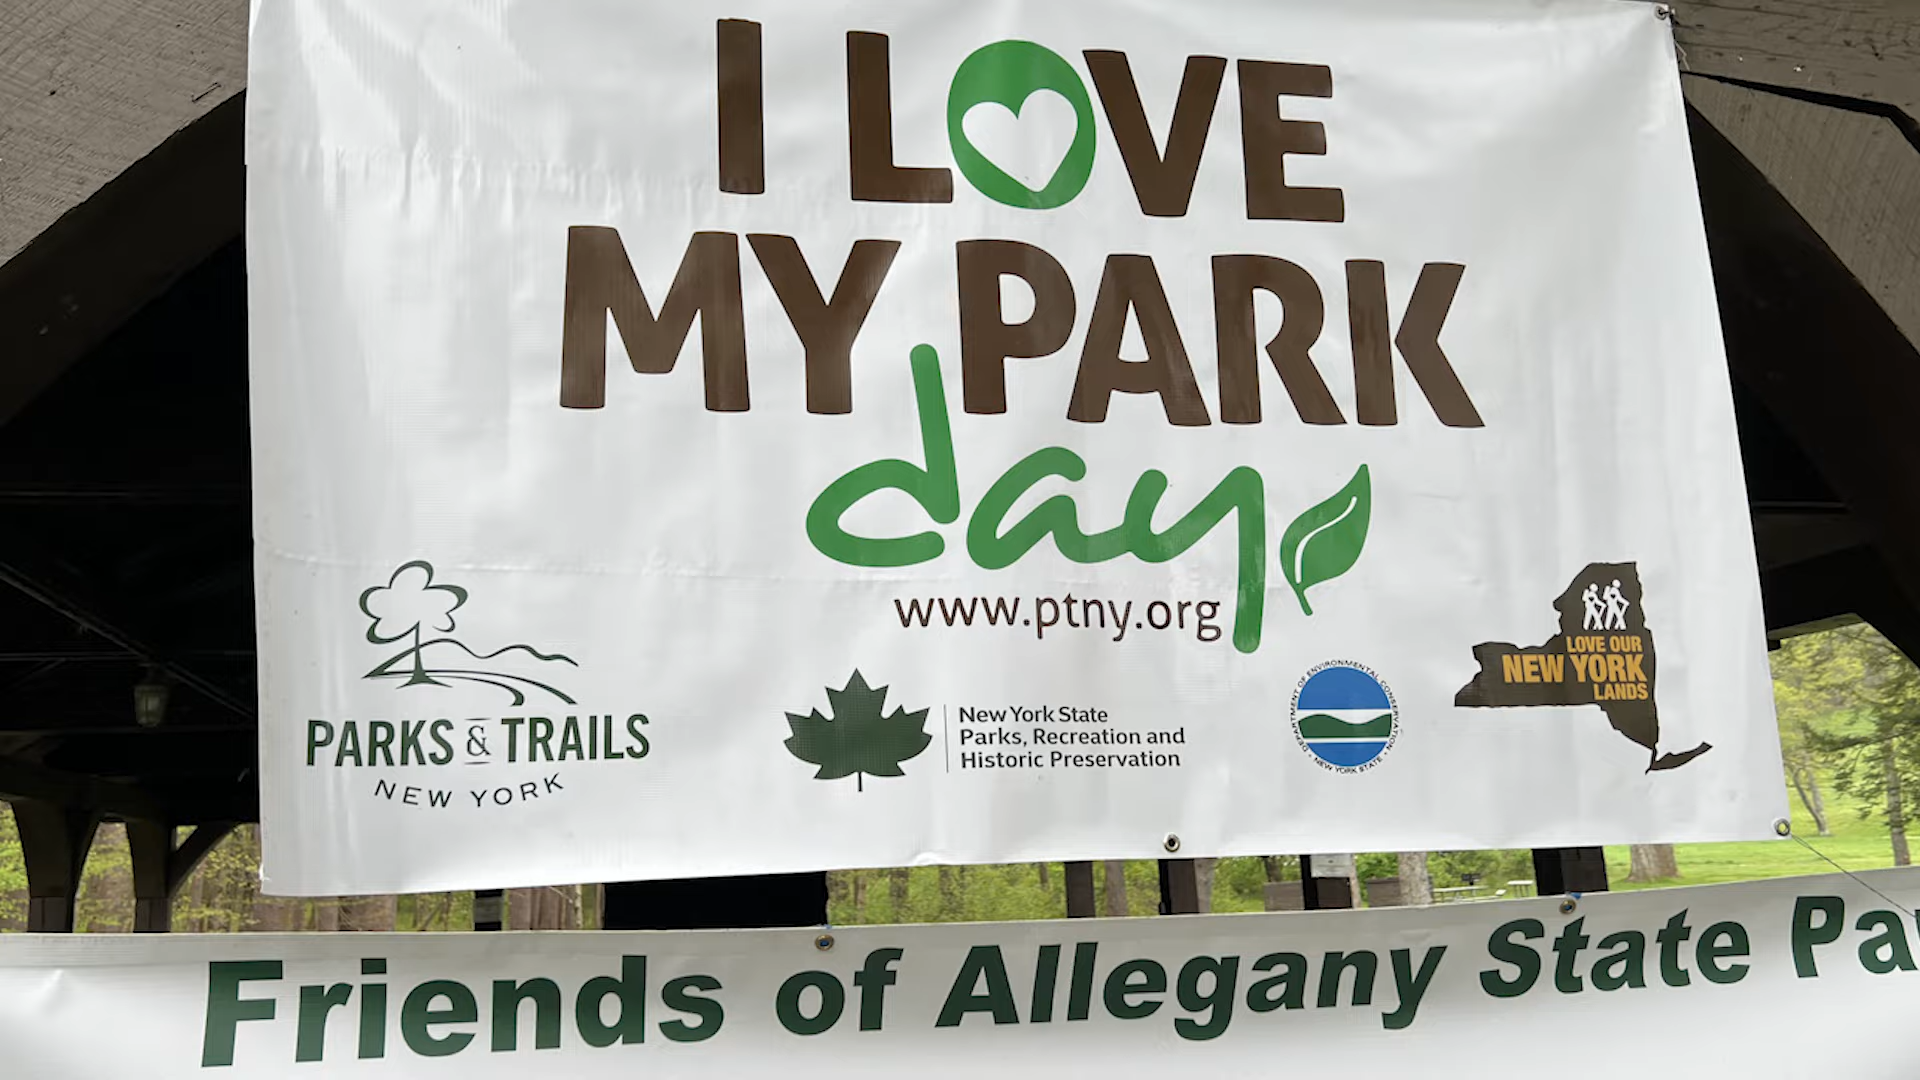 I LOVE
MY PARK
day
www.ptny.org
PARKS & TRAILS
NEW YORK
New York State
Parks, Recreation and
Historic Preservation
DEPARTMENT OF ENVIRONMENTAL CONSERVATION
NEW YORK STATE
LOVE OUR
NEW YORK
LANDS
Friends of Allegany State Pa